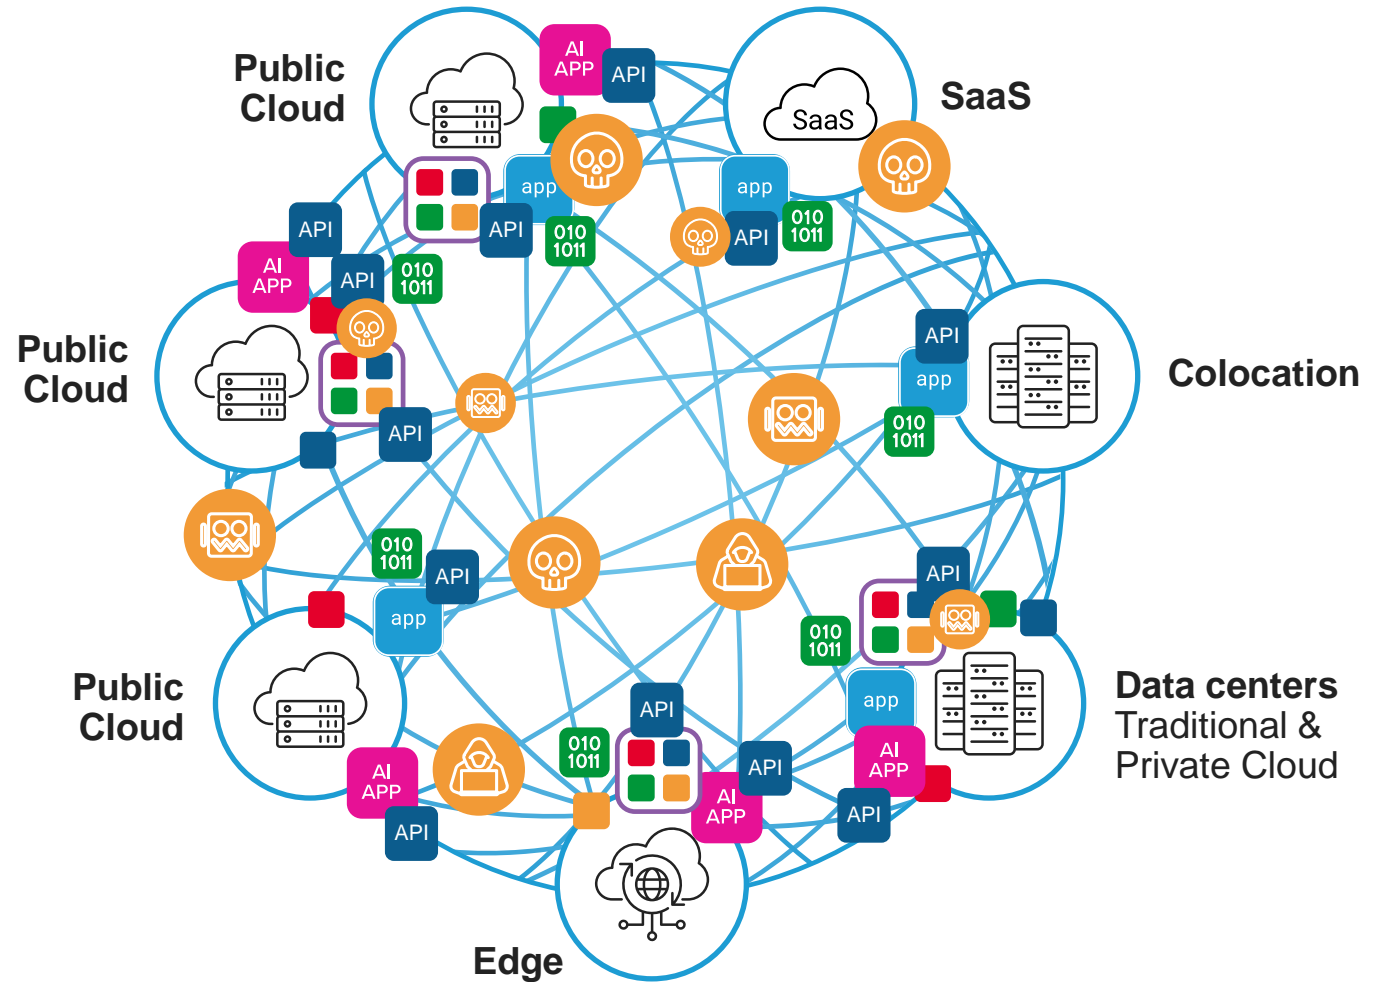 AI
APP
API
Public
Cloud
SaaS
SaaS
app
app
API
010
1011
API
010
1011
API
AI
APP
API
010
1011
Public
Cloud
API
app
010
1011
Colocation
API
010
1011
API
app
API
010
1011
app
Public
Cloud
Data centers
Traditional &
Private Cloud
API
010
1011
AI
APP
API
AI
APP
API
AI
APP
API
Edge